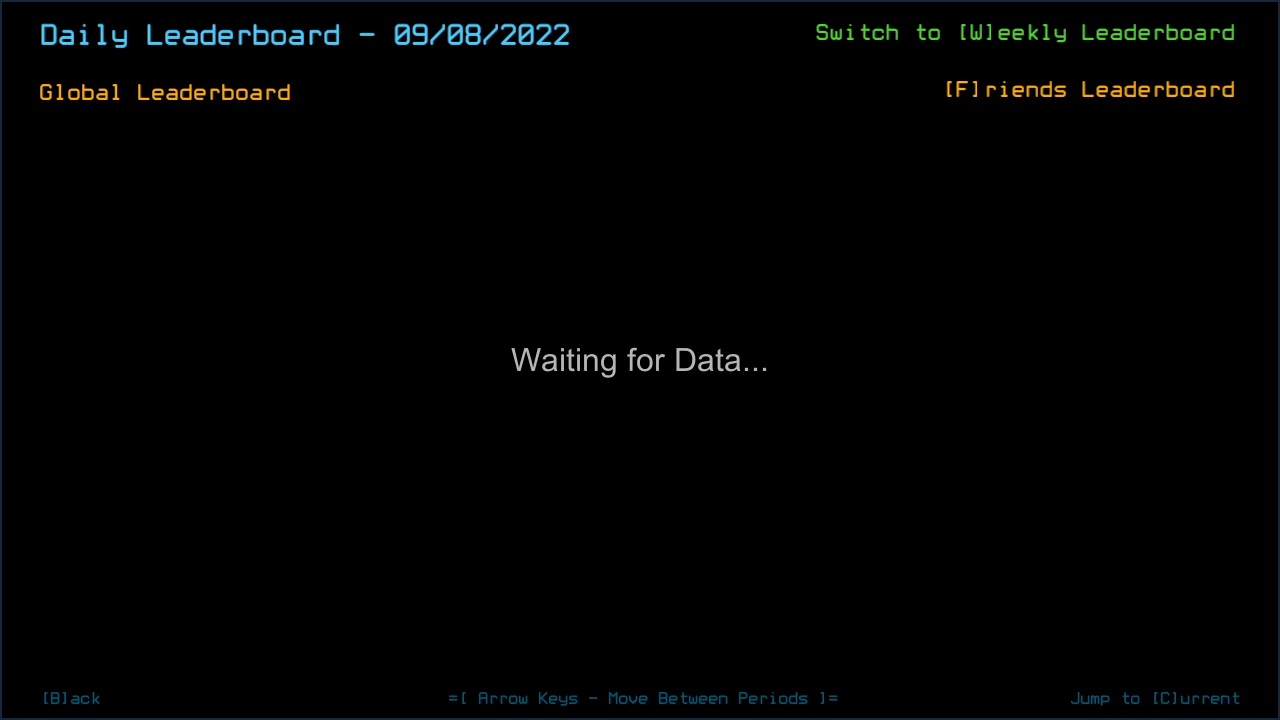 Daily Leaderboard - 09/08/2022
Switch to [W]eekly Leaderboard
Global Leaderboard
[F]riends Leaderboard
Waiting for Data...
[B]ack
=[ Arrow Keys - Move Between Periods ]=
Jump to [C]urrent